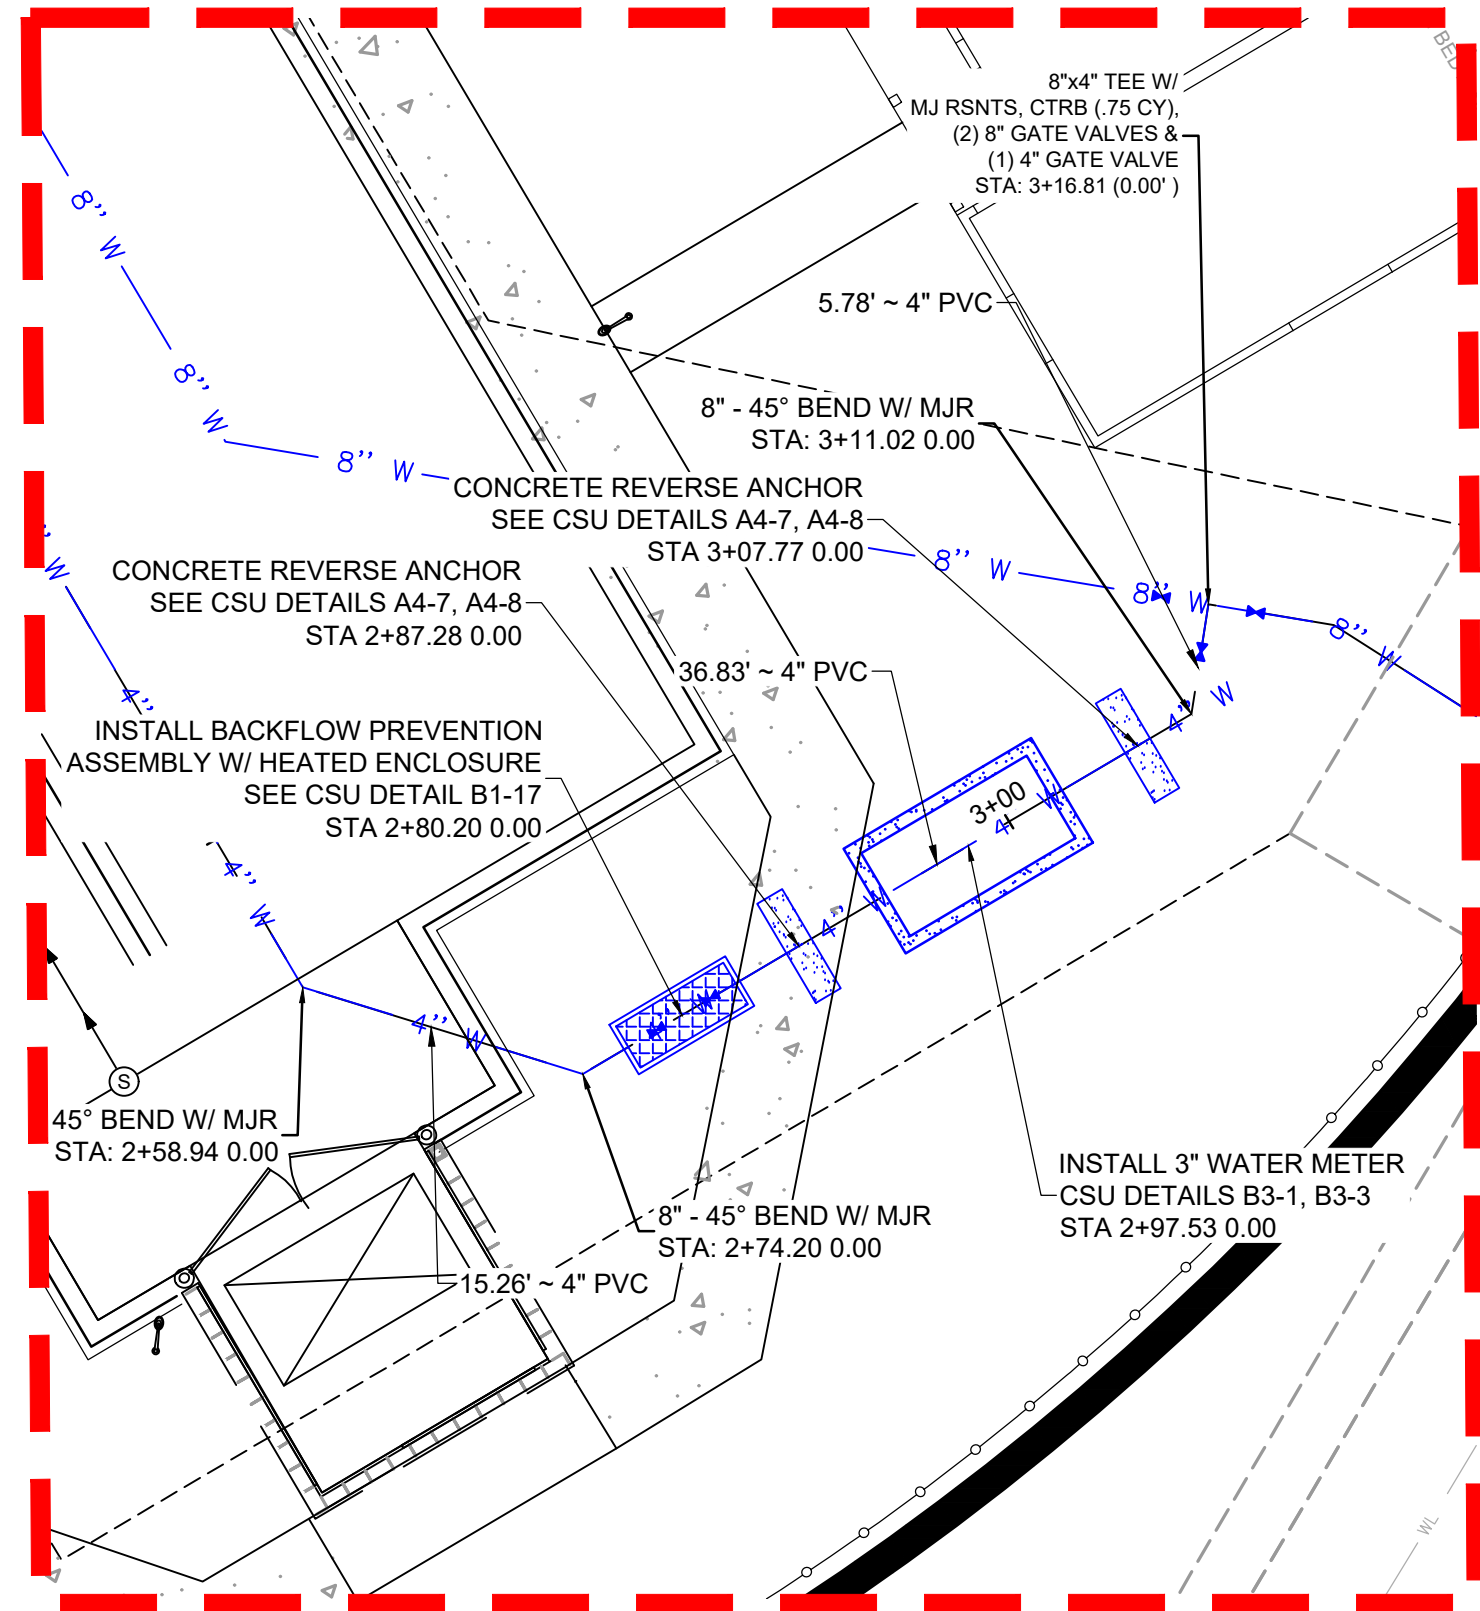 BED
8"x4" TEE W/
MJ RSNTS, CTRB (.75 CY),
(2) 8" GATE VALVES &
(1) 4" GATE VALVE
STA: 3+16.81 (0.00' )
8'' W
8'' W
5.78' ~ 4" PVC
8" - 45° BEND W/ MJR
STA: 3+11.02 0.00
8'' W
CONCRETE REVERSE ANCHOR
SEE CSU DETAILS A4-7, A4-8
STA 3+07.77 0.00
8'' W
8'' W
8'' W
'' W
CONCRETE REVERSE ANCHOR
SEE CSU DETAILS A4-7, A4-8
STA 2+87.28 0.00
36.83' ~ 4" PVC
4'' W
4''
INSTALL BACKFLOW PREVENTION
ASSEMBLY W/ HEATED ENCLOSURE
SEE CSU DETAIL B1-17
STA 2+80.20 0.00
3+00
4 W
4'' W
W 4''
4'' W
4'' W
S
45° BEND W/ MJR
STA: 2+58.94 0.00
INSTALL 3" WATER METER
CSU DETAILS B3-1, B3-3
STA 2+97.53 0.00
8" - 45° BEND W/ MJR
STA: 2+74.20 0.00
15.26' ~ 4" PVC
WL